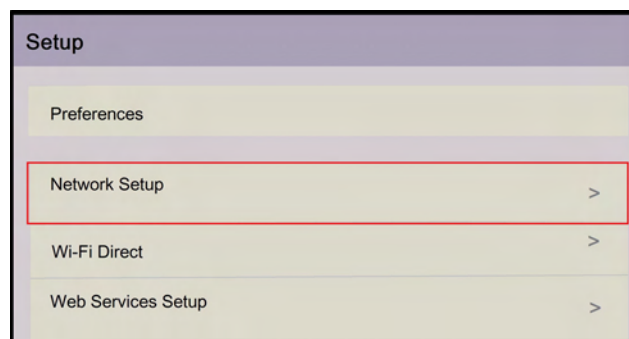 Setup
Preferences
Network Setup >
Wi-Fi Direct >
Web Services Setup >